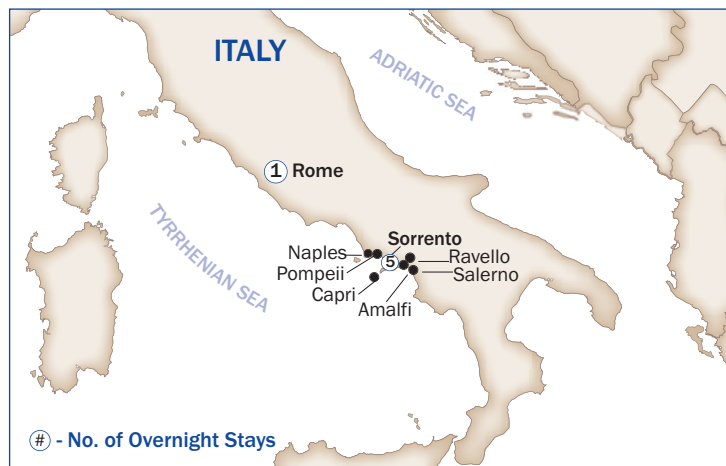 ITALY
ADRIATIC SEA
1 Rome
TYRRHENIAN SEA
Sorrento
Naples
5
Ravello
Pompeii
Salerno
Capri
Amalfi
# - No. of Overnight Stays